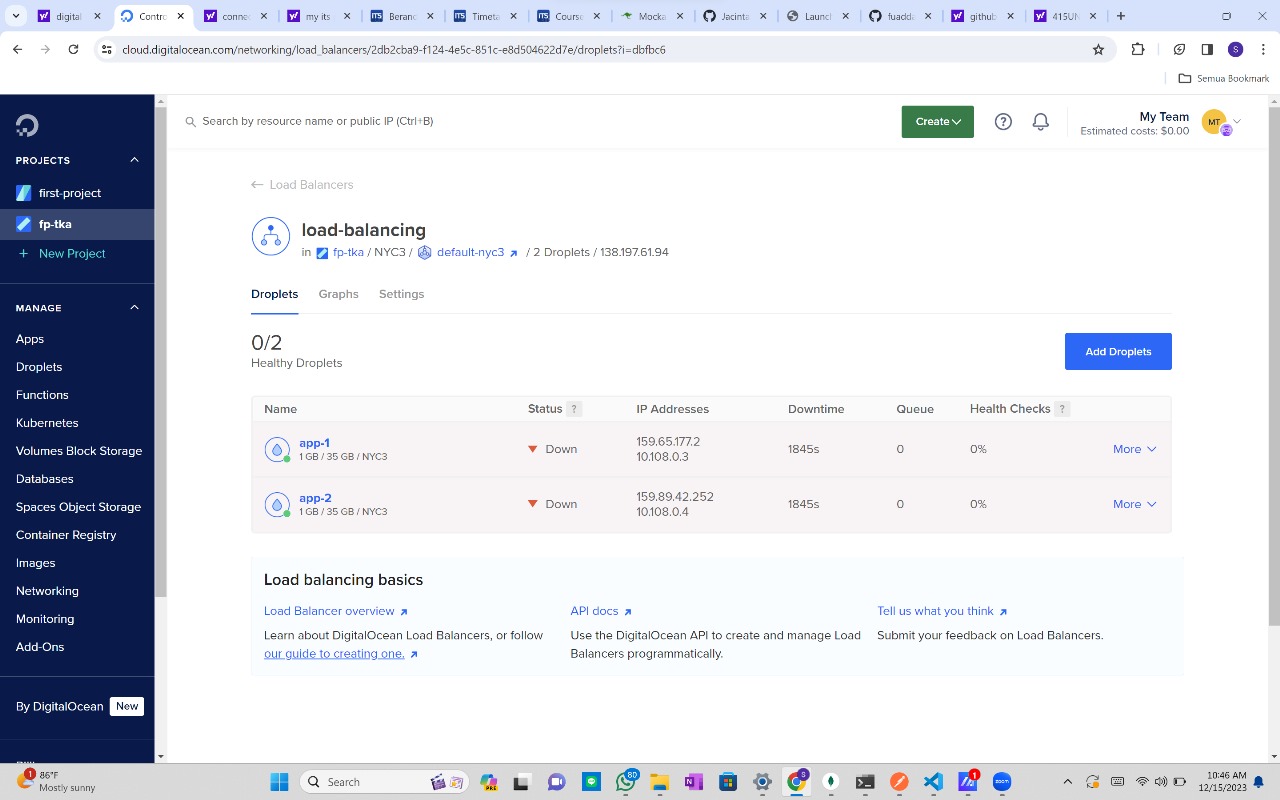 digital
Contro
connec
my its
Beran
Timeta
Course
Mocka
Jacinta
Launch
fuadda
github
415UN
cloud.digitalocean.com/networking/load_balancers/2db2cba9-f124-4e5c-851c-e8d504622d7e/droplets?i=dbfbc6
S
Semua Bookmark
Search by resource name or public IP (Ctrl+B)
Create
My Team
Estimated costs: $0.00
MT
PROJECTS
first-project
fp-tka
+ New Project
MANAGE
Apps
Droplets
Functions
Kubernetes
Volumes Block Storage
Databases
Spaces Object Storage
Container Registry
Images
Networking
Monitoring
Add-Ons
By DigitalOcean New
← Load Balancers
load-balancing
in fp-tka / NYC3 / default-nyc3 / 2 Droplets / 138.197.61.94
Droplets Graphs Settings
0/2
Healthy Droplets
Add Droplets
Name Status ? IP Addresses Downtime Queue Health Checks ?
app-1
1 GB / 35 GB / NYC3
Down
159.65.177.2
10.108.0.3
1845s
0
0%
More
app-2
1 GB / 35 GB / NYC3
Down
159.89.42.252
10.108.0.4
1845s
0
0%
More
Load balancing basics
Load Balancer overview
Learn about DigitalOcean Load Balancers, or follow
our guide to creating one.
API docs
Use the DigitalOcean API to create and manage Load
Balancers programmatically.
Tell us what you think
Submit your feedback on Load Balancers.
1
86°F
Mostly sunny
Search
PRE
80
S
1
zoom
10:46 AM
12/15/2023